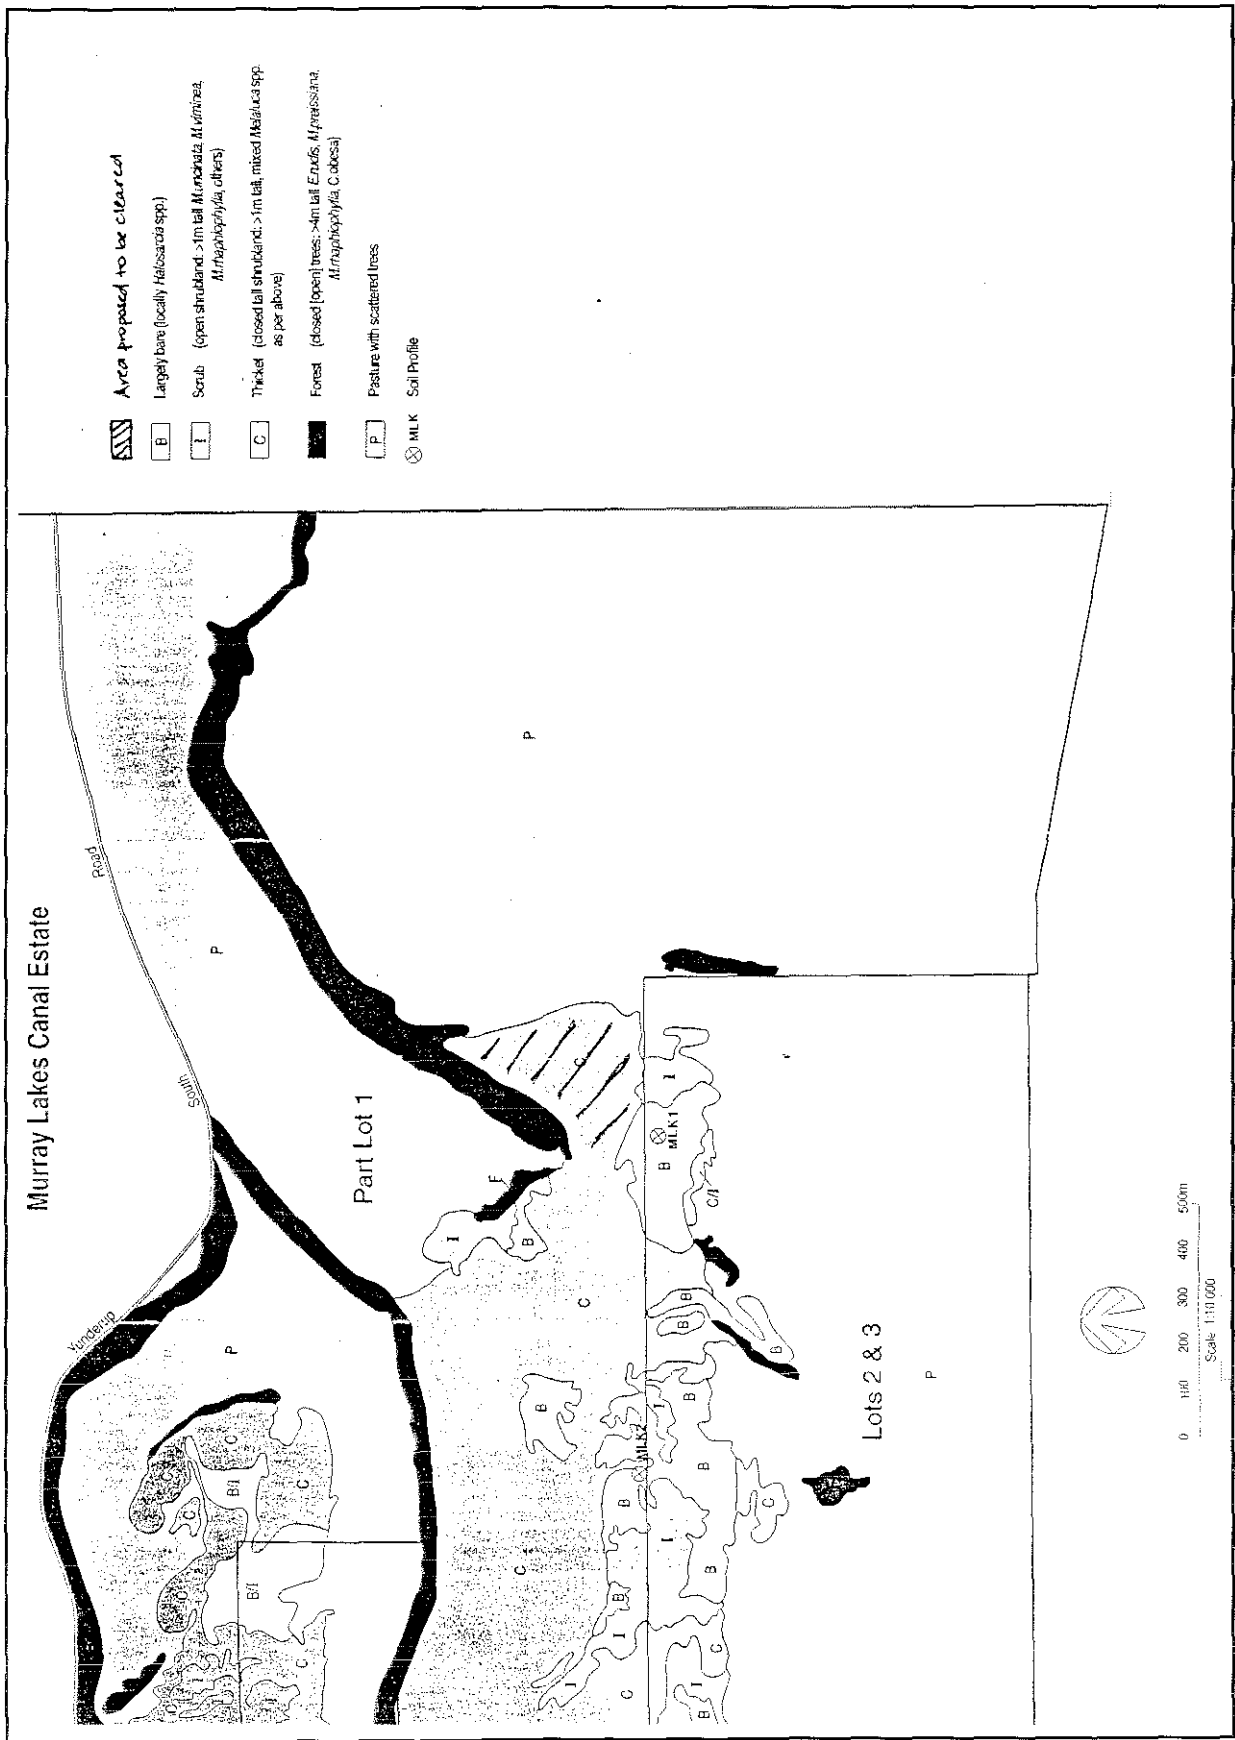 Murray Lakes Canal Estate
Yunderup
South
Road
Part Lot 1
Lots 2 & 3
P
P
P
P
C
C
C
C
C
B/I
B/I
I
I
C
C
C
C
C
C
C
C
B
B
B
B
B
B
B
B
B
B
B
I
I
I
I
I
I
I
F
C/I
MLK1
MLK2
Area proposed to be cleared
B Largely bare (locally Halosarcia spp.)
I Scrub (open shrubland: >1m tall M.uncinata, M.viminea,
M.rhaphiophylla, others)
C Thicket (closed tall shrubland: >1m tall, mixed Melaluca spp.
as per above)
Forest (closed [open] trees: >4m tall E.rudis, M.preissiana,
M.rhaphiophylla, C.obesa)
P Pasture with scattered trees
MLK Soil Profile
0 100 200 300 400 500m
Scale 1:10 000